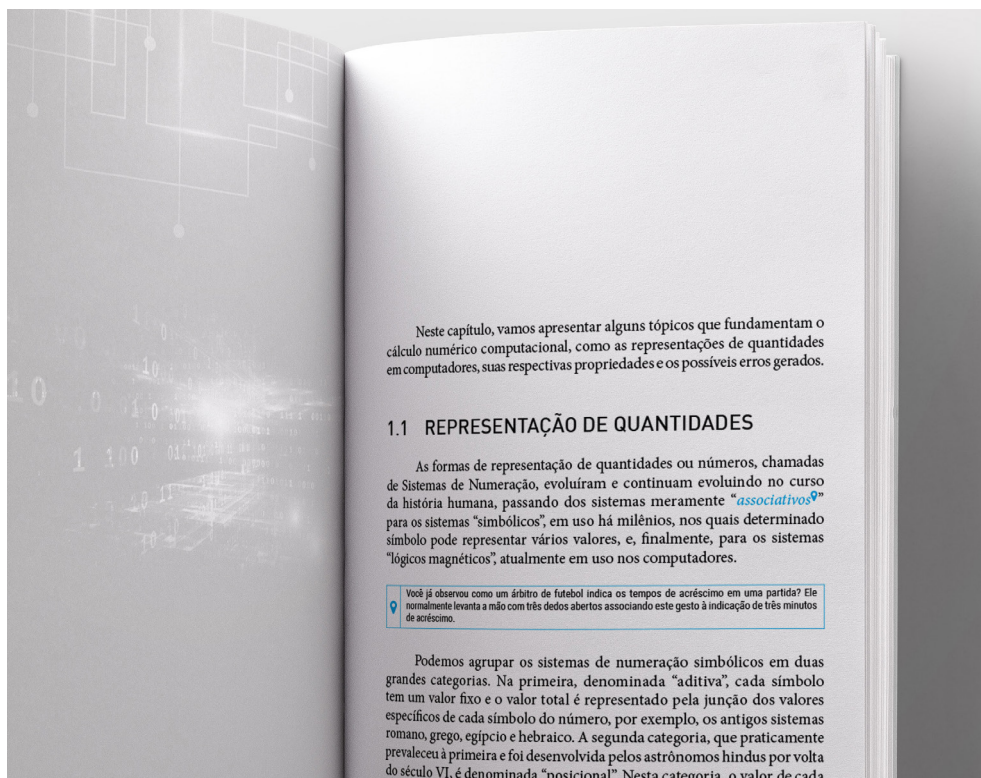 Neste capítulo, vamos apresentar alguns tópicos que fundamentam o
cálculo numérico computacional, como as representações de quantidades
em computadores, suas respectivas propriedades e os possíveis erros gerados.
1.1 REPRESENTAÇÃO DE QUANTIDADES
As formas de representação de quantidades ou números, chamadas
de Sistemas de Numeração, evoluíram e continuam evoluindo no curso
da história humana, passando dos sistemas meramente “associativos”
para os sistemas “simbólicos”, em uso há milênios, nos quais determinado
símbolo pode representar vários valores, e, finalmente, para os sistemas
“lógicos magnéticos”, atualmente em uso nos computadores.
Você já observou como um árbitro de futebol indica os tempos de acréscimo em uma partida? Ele
normalmente levanta a mão com três dedos abertos associando este gesto à indicação de três minutos
de acréscimo.
Podemos agrupar os sistemas de numeração simbólicos em duas
grandes categorias. Na primeira, denominada “aditiva”, cada símbolo
tem um valor fixo e o valor total é representado pela junção dos valores
específicos de cada símbolo do número, por exemplo, os antigos sistemas
romano, grego, egípcio e hebraico. A segunda categoria, que praticamente
prevaleceu à primeira e foi desenvolvida pelos astrônomos hindus por volta
do século VI, é denominada “posicional”. Nesta categoria, o valor de cada